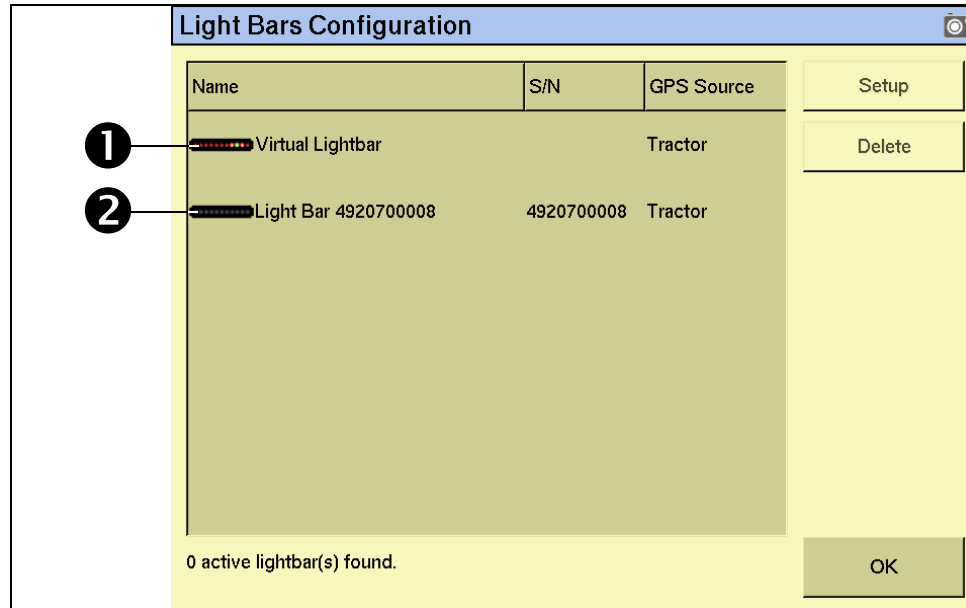 Light Bars Configuration
Name S/N GPS Source
Setup
1 Virtual Lightbar Tractor
Delete
2 Light Bar 4920700008 4920700008 Tractor
0 active lightbar(s) found.
OK